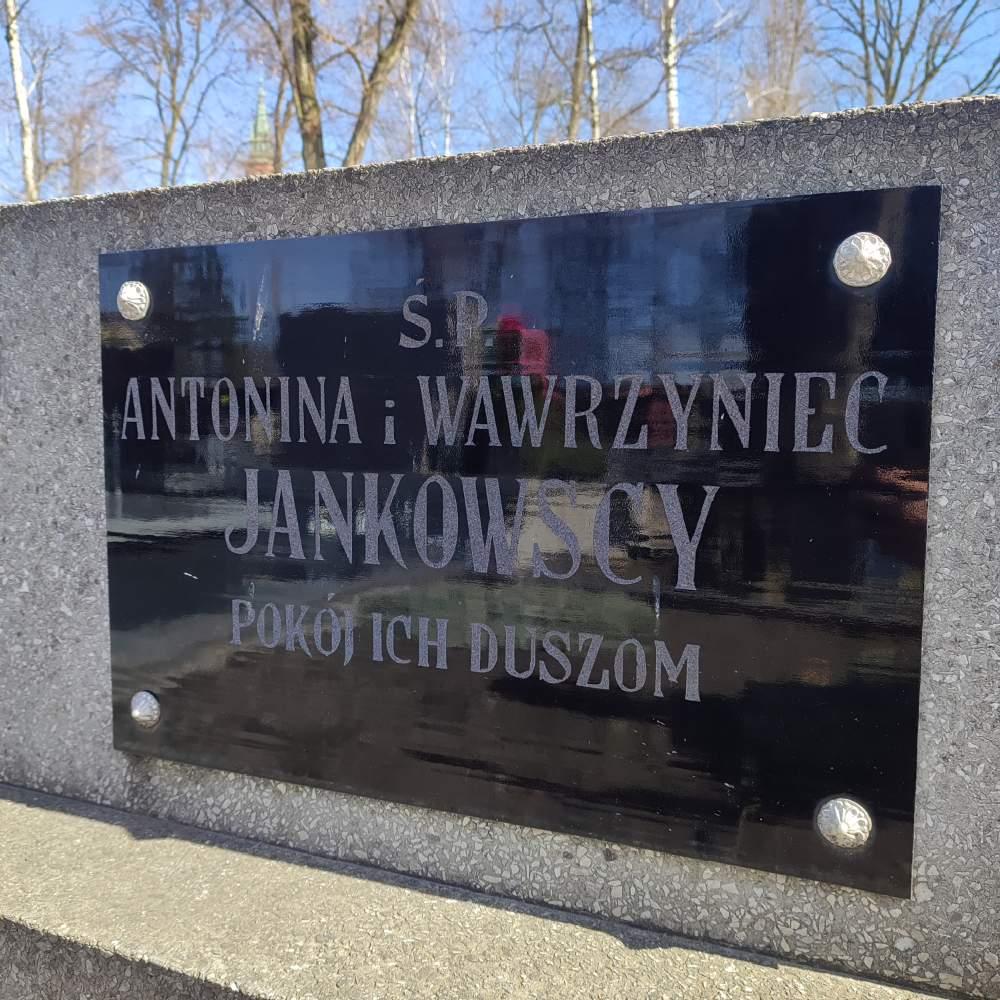 Ś.P.
ANTONINA i WAWRZYNIEC
JANKOWSCY
POKÓJ ICH DUSZOM